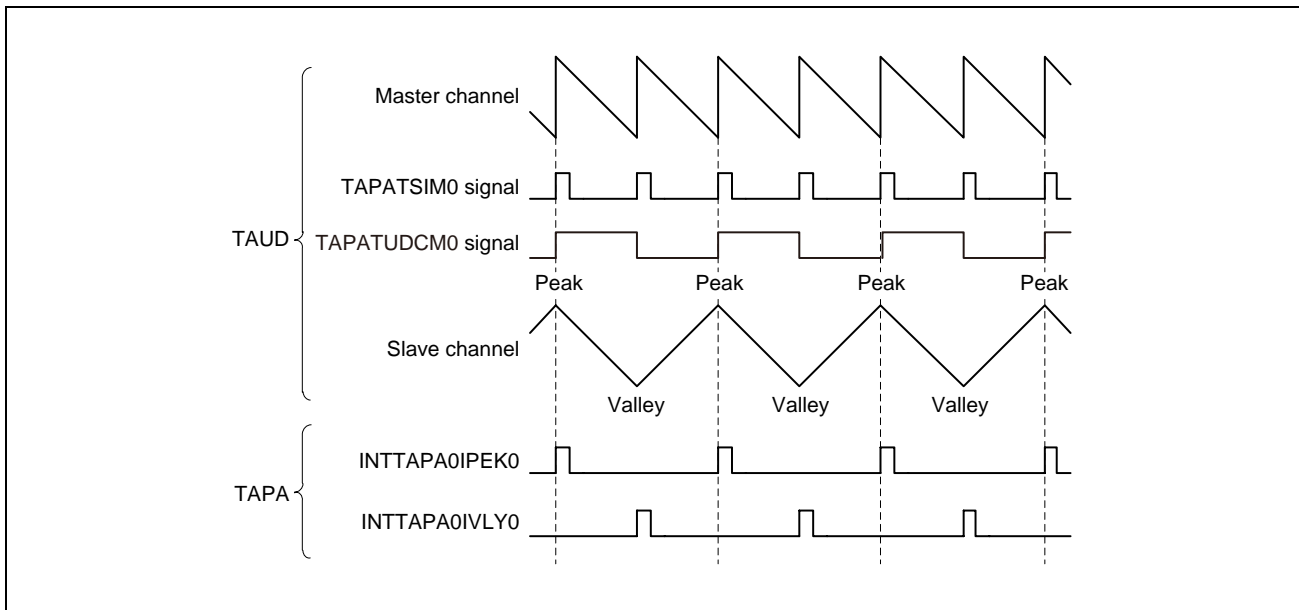 Master channel
TAPATSIM0 signal
TAUD
TAPATUDCM0 signal
Peak Peak Peak Peak
Slave channel
Valley Valley Valley
INTTAPA0IPEK0
TAPA
INTTAPA0IVLY0